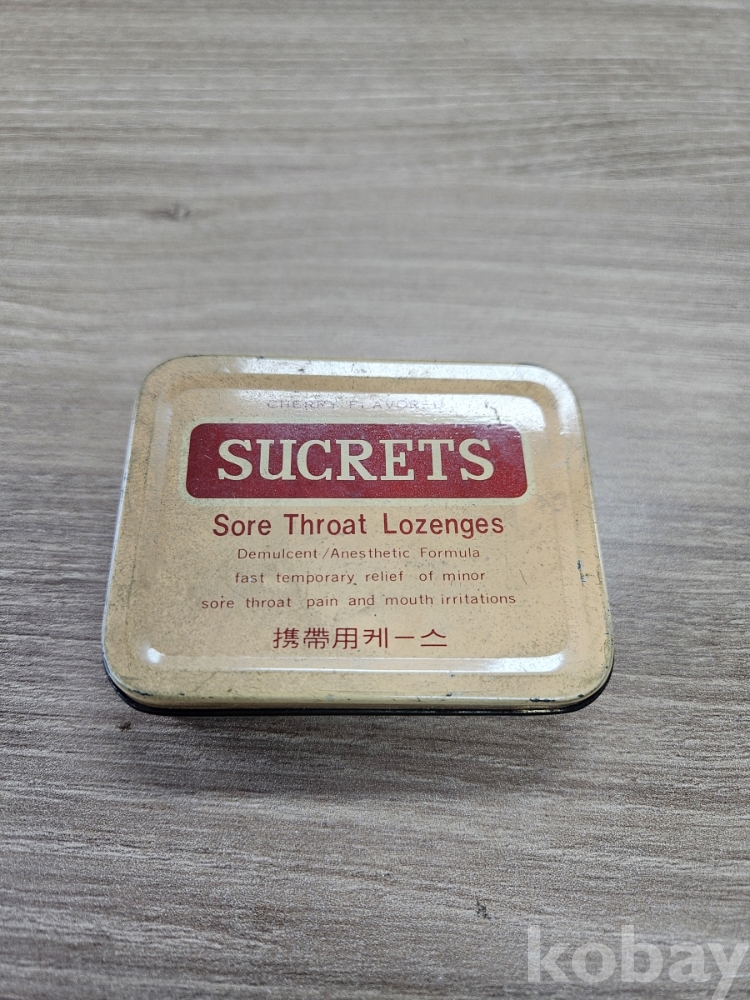 CHERRY FLAVORED
SUCRETS
Sore Throat Lozenges
Demulcent/Anesthetic Formula
fast temporary relief of minor
sore throat pain and mouth irritations
携帶用케ー스
kobay